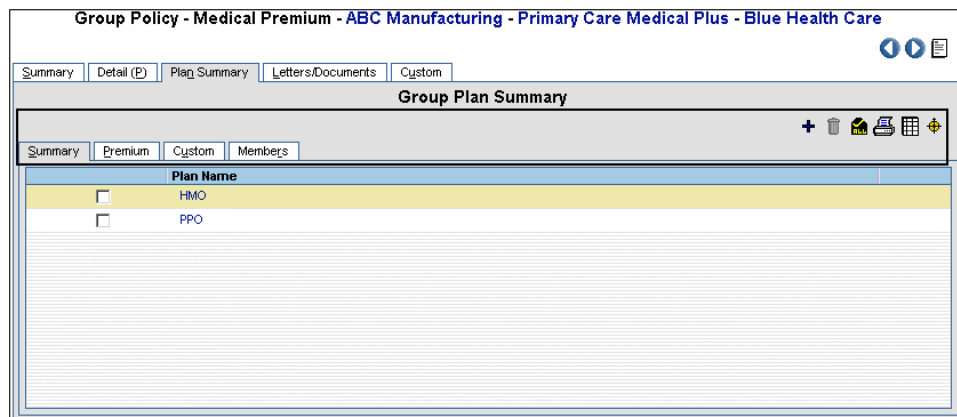 Group Policy - Medical Premium - ABC Manufacturing - Primary Care Medical Plus - Blue Health Care
Summary Detail (P) Plan Summary Letters/Documents Custom
Group Plan Summary
Summary Premium Custom Members
Plan Name
HMO
PPO